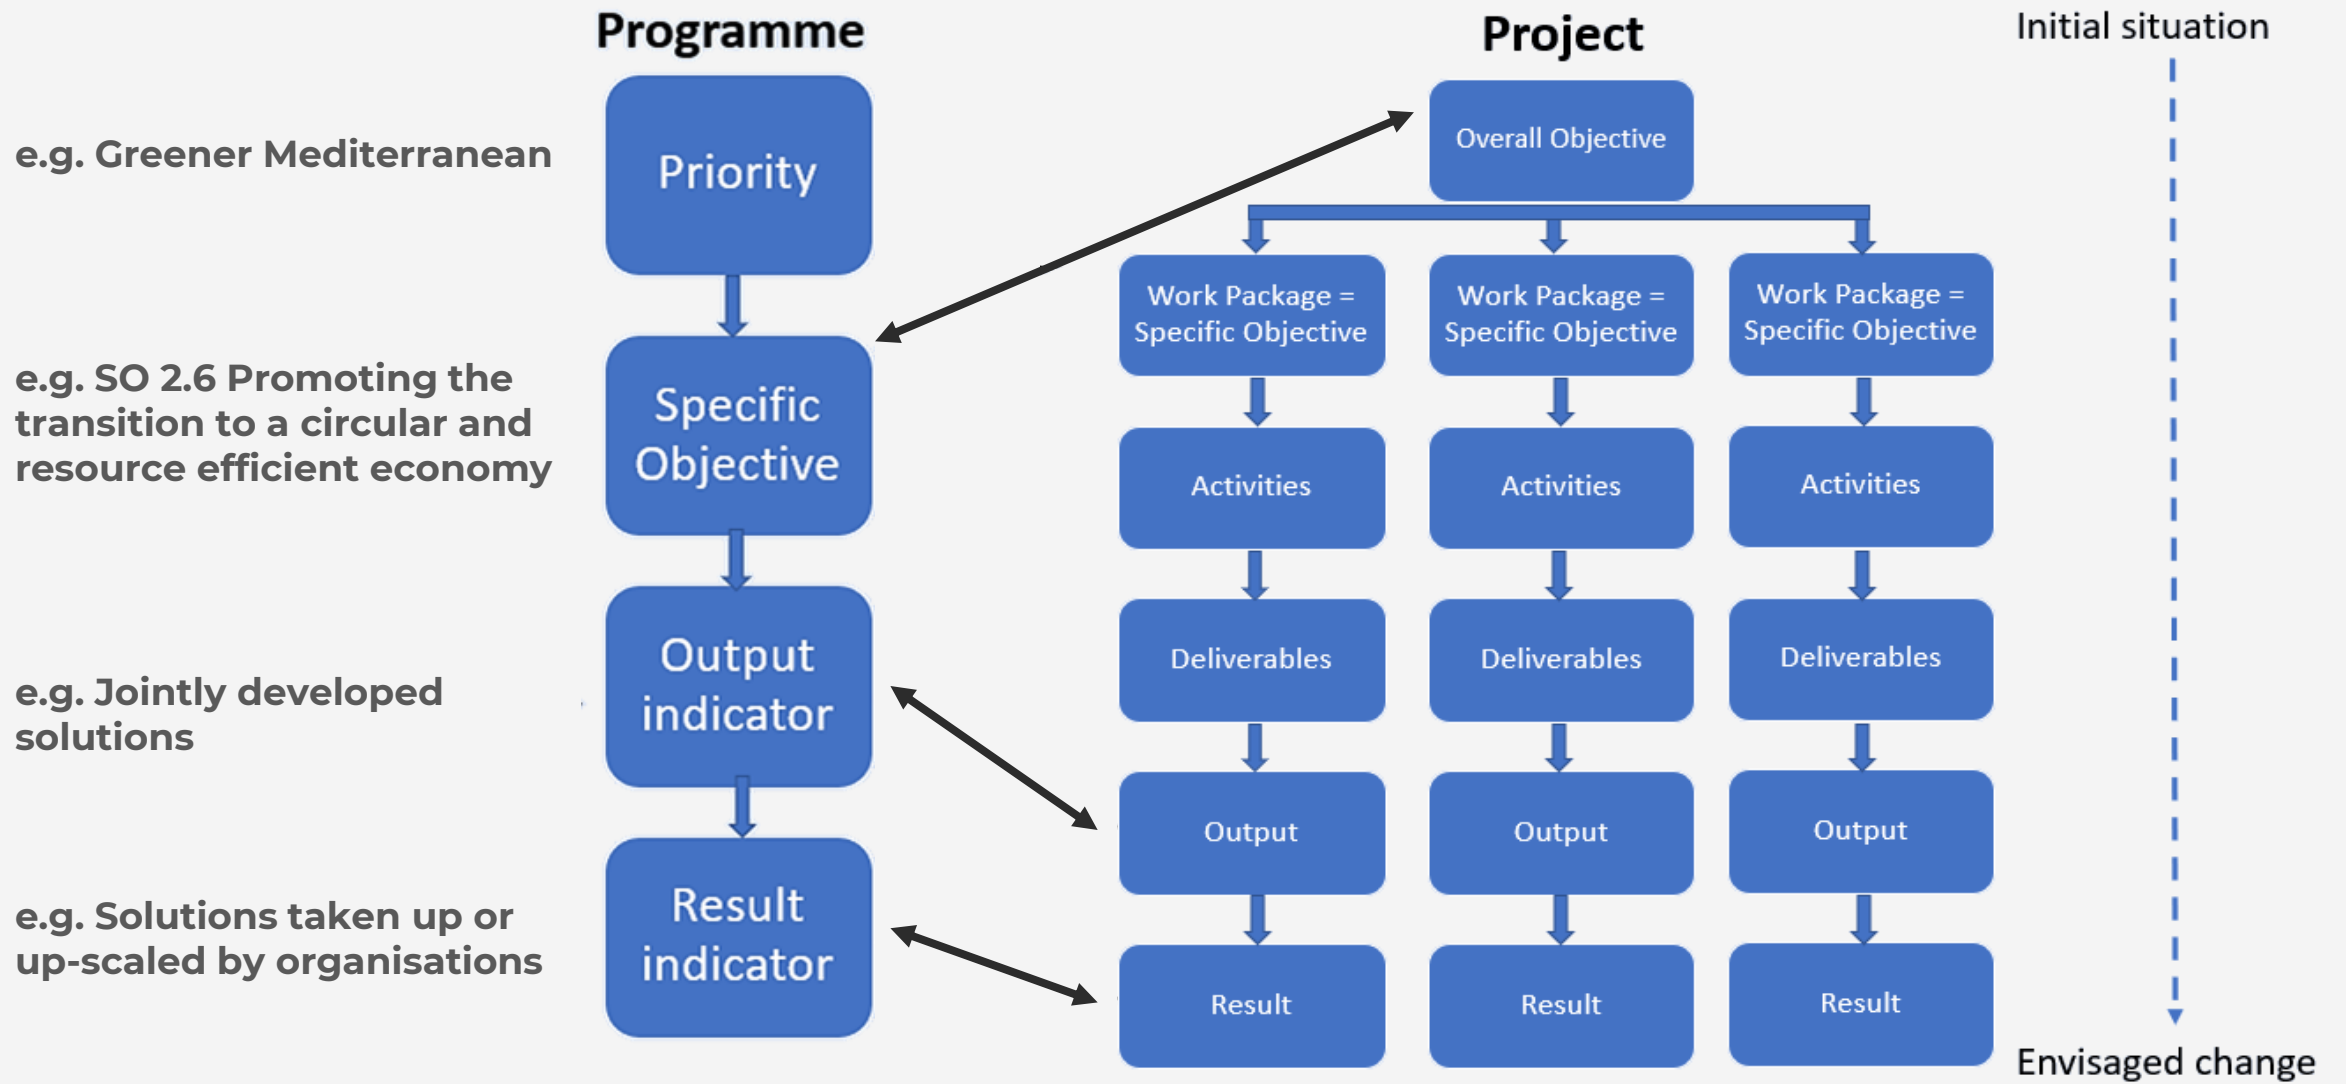 Programme
Project
Initial situation
e.g. Greener Mediterranean
Priority
Overall Objective
Work Package =
Specific Objective
Work Package =
Specific Objective
Work Package =
Specific Objective
e.g. SO 2.6 Promoting the
transition to a circular and
resource efficient economy
Specific
Objective
Activities
Activities
Activities
e.g. Jointly developed
solutions
Output
indicator
Deliverables
Deliverables
Deliverables
Output
Output
Output
e.g. Solutions taken up or
up-scaled by organisations
Result
indicator
Result
Result
Result
Envisaged change